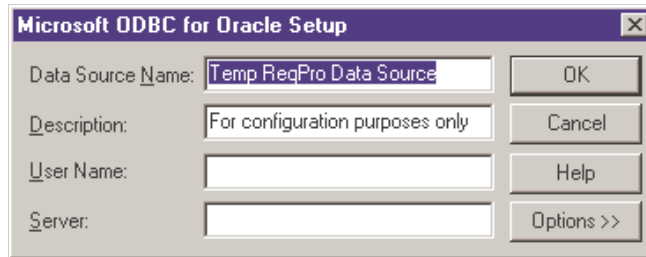 Microsoft ODBC for Oracle Setup
Data Source Name: Temp ReqPro Data Source OK
Description: For configuration purposes only Cancel
User Name: Help
Server: Options >>